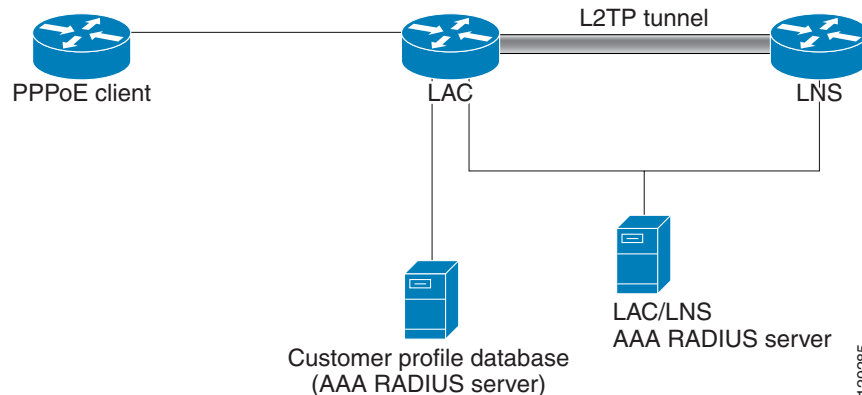 L2TP tunnel
PPPoE client
LAC
LNS
LAC/LNS
AAA RADIUS server
Customer profile database
(AAA RADIUS server)